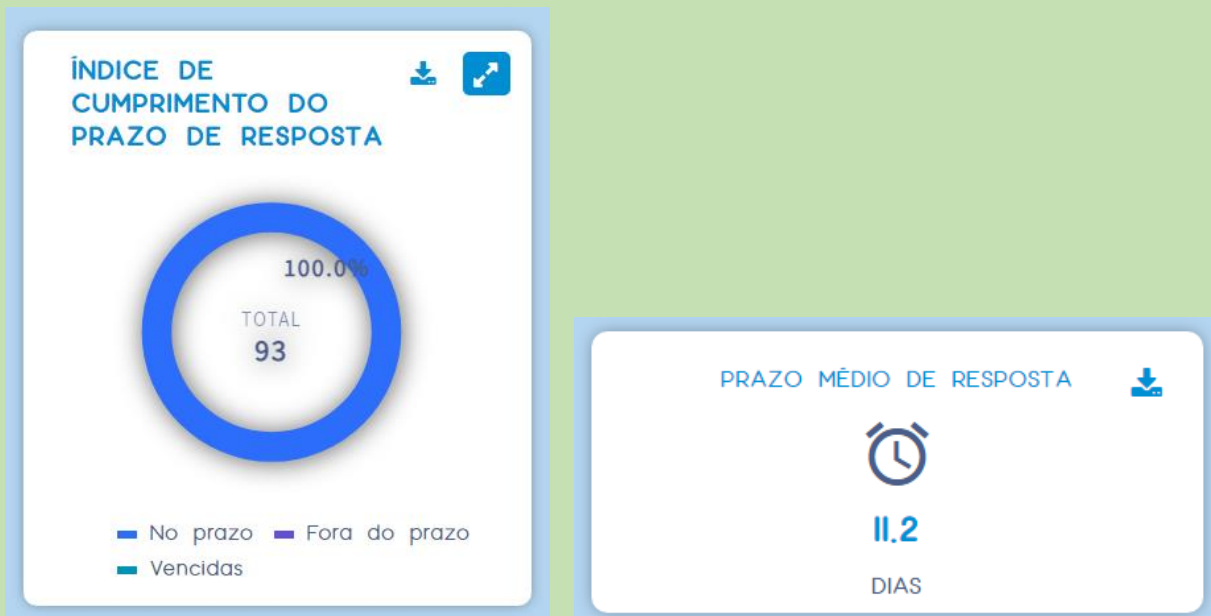 ÍNDICE DE
CUMPRIMENTO DO
PRAZO DE RESPOSTA
100.0%
TOTAL
93
No prazo Fora do prazo
Vencidas
PRAZO MÉDIO DE RESPOSTA
11.2
DIAS